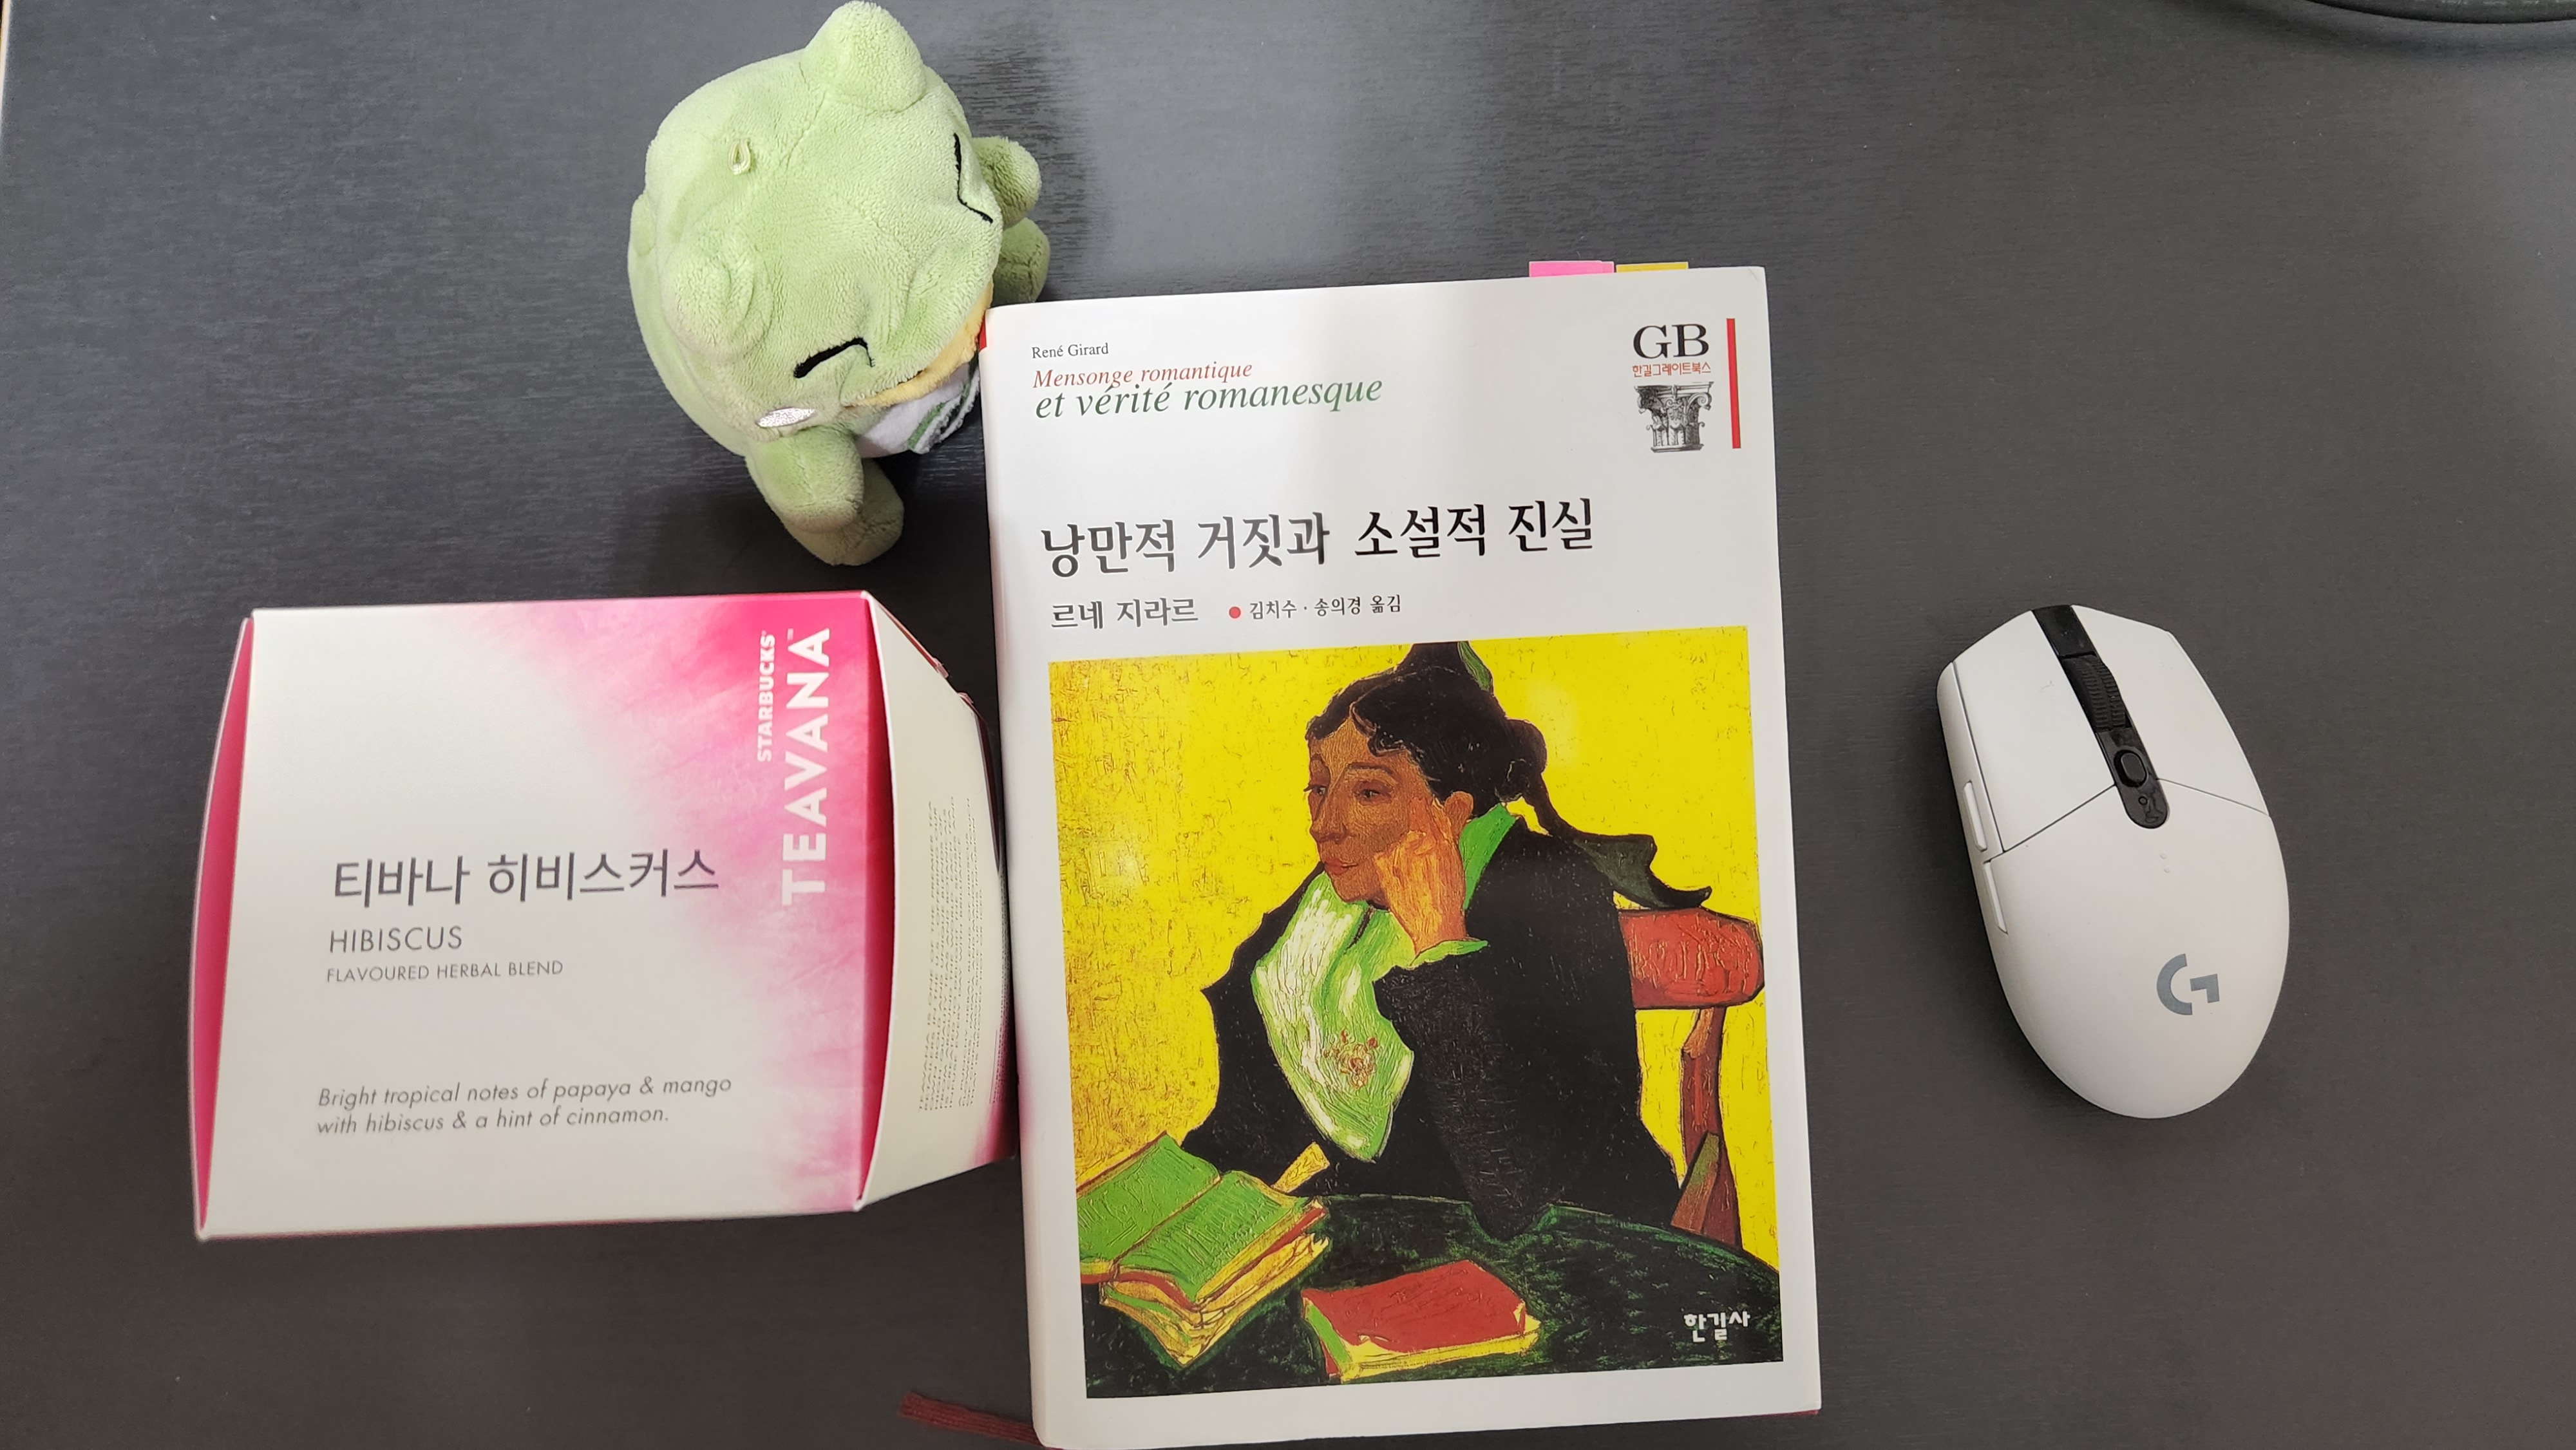 René Girard
Mensonge romantique
et vérité romanesque
GB
한길그레이트북스
낭만적 거짓과 소설적 진실
르네 지라르 ● 김치수 · 송의경 옮김
한길사
STARBUCKS
TEAVANA™
티바나 히비스커스
HIBISCUS
FLAVOURED HERBAL BLEND
Bright tropical notes of papaya & mango
with hibiscus & a hint of cinnamon.
G